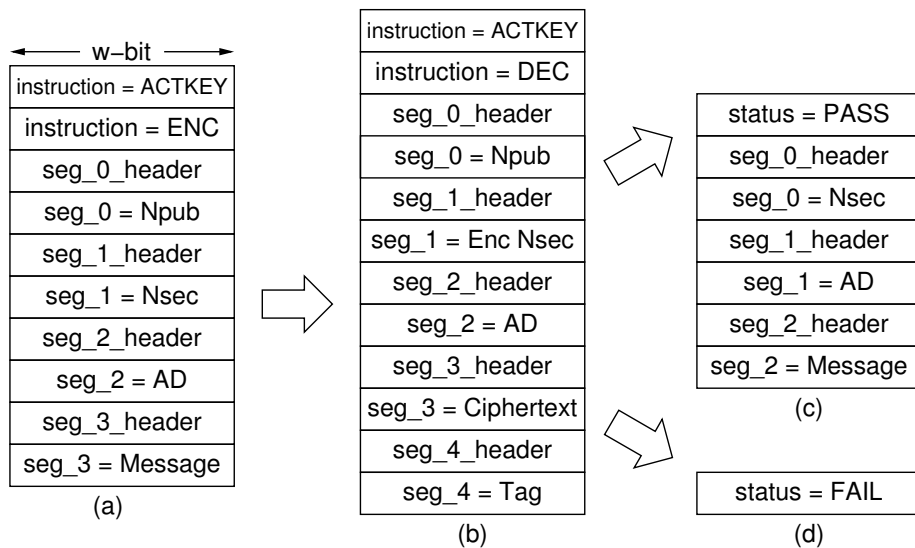 w-bit
instruction = ACTKEY
instruction = ENC
seg_0_header
seg_0 = Npub
seg_1_header
seg_1 = Nsec
seg_2_header
seg_2 = AD
seg_3_header
seg_3 = Message
(a)
instruction = ACTKEY
instruction = DEC
seg_0_header
seg_0 = Npub
seg_1_header
seg_1 = Enc Nsec
seg_2_header
seg_2 = AD
seg_3_header
seg_3 = Ciphertext
seg_4_header
seg_4 = Tag
(b)
status = PASS
seg_0_header
seg_0 = Nsec
seg_1_header
seg_1 = AD
seg_2_header
seg_2 = Message
(c)
status = FAIL
(d)